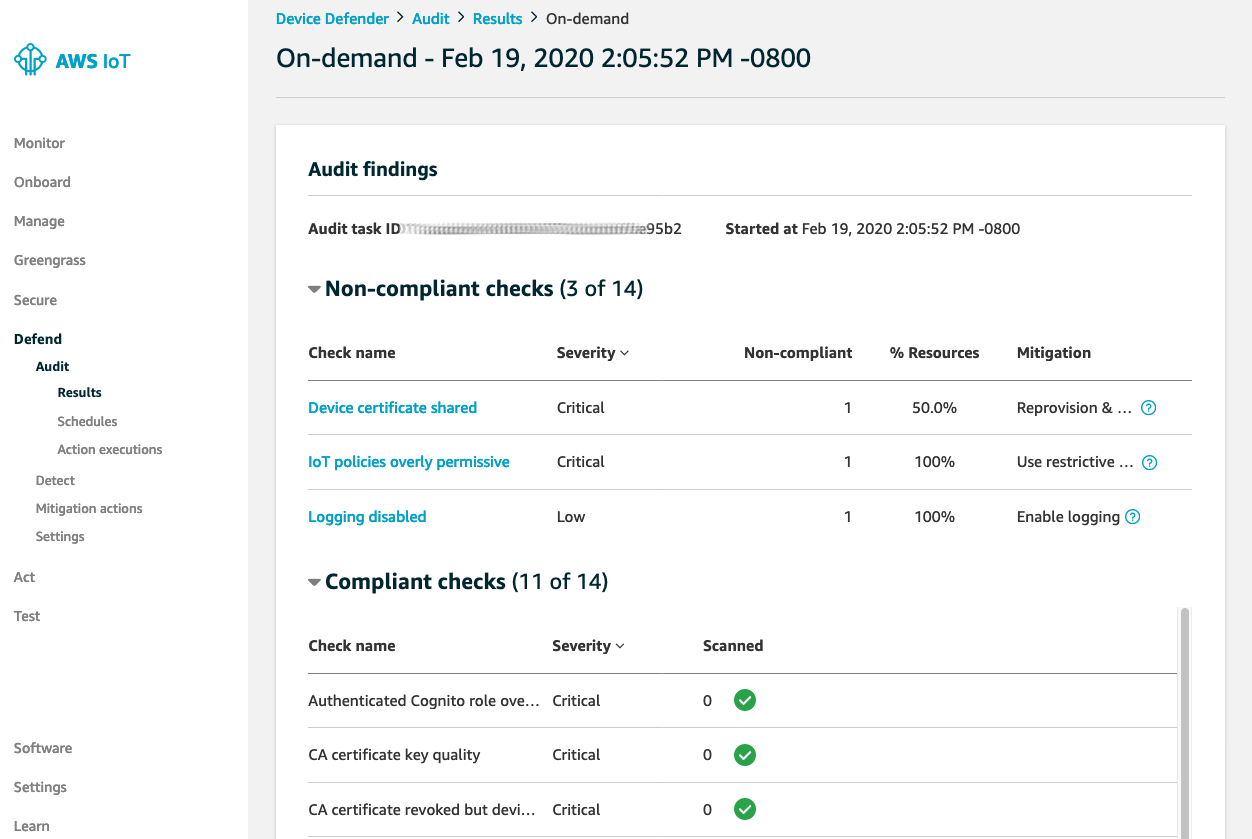 Device Defender > Audit > Results > On-demand
On-demand - Feb 19, 2020 2:05:52 PM -0800
AWS IoT
Monitor
Onboard
Manage
Greengrass
Secure
Defend
Audit
Results
Schedules
Action executions
Detect
Mitigation actions
Settings
Act
Test
Software
Settings
Learn
Audit findings
Audit task ID e95b2 Started at Feb 19, 2020 2:05:52 PM -0800
Non-compliant checks (3 of 14)
Check name Severity Non-compliant % Resources Mitigation
Device certificate shared Critical 1 50.0% Reprovision & ... ?
IoT policies overly permissive Critical 1 100% Use restrictive ... ?
Logging disabled Low 1 100% Enable logging ?
Compliant checks (11 of 14)
Check name Severity Scanned
Authenticated Cognito role ove... Critical 0
CA certificate key quality Critical 0
CA certificate revoked but devi... Critical 0